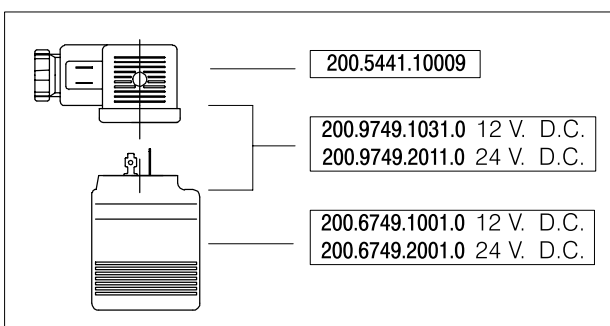 200.5441.10009
200.9749.1031.0 12 V. D.C.
200.9749.2011.0 24 V. D.C.
200.6749.1001.0 12 V. D.C.
200.6749.2001.0 24 V. D.C.